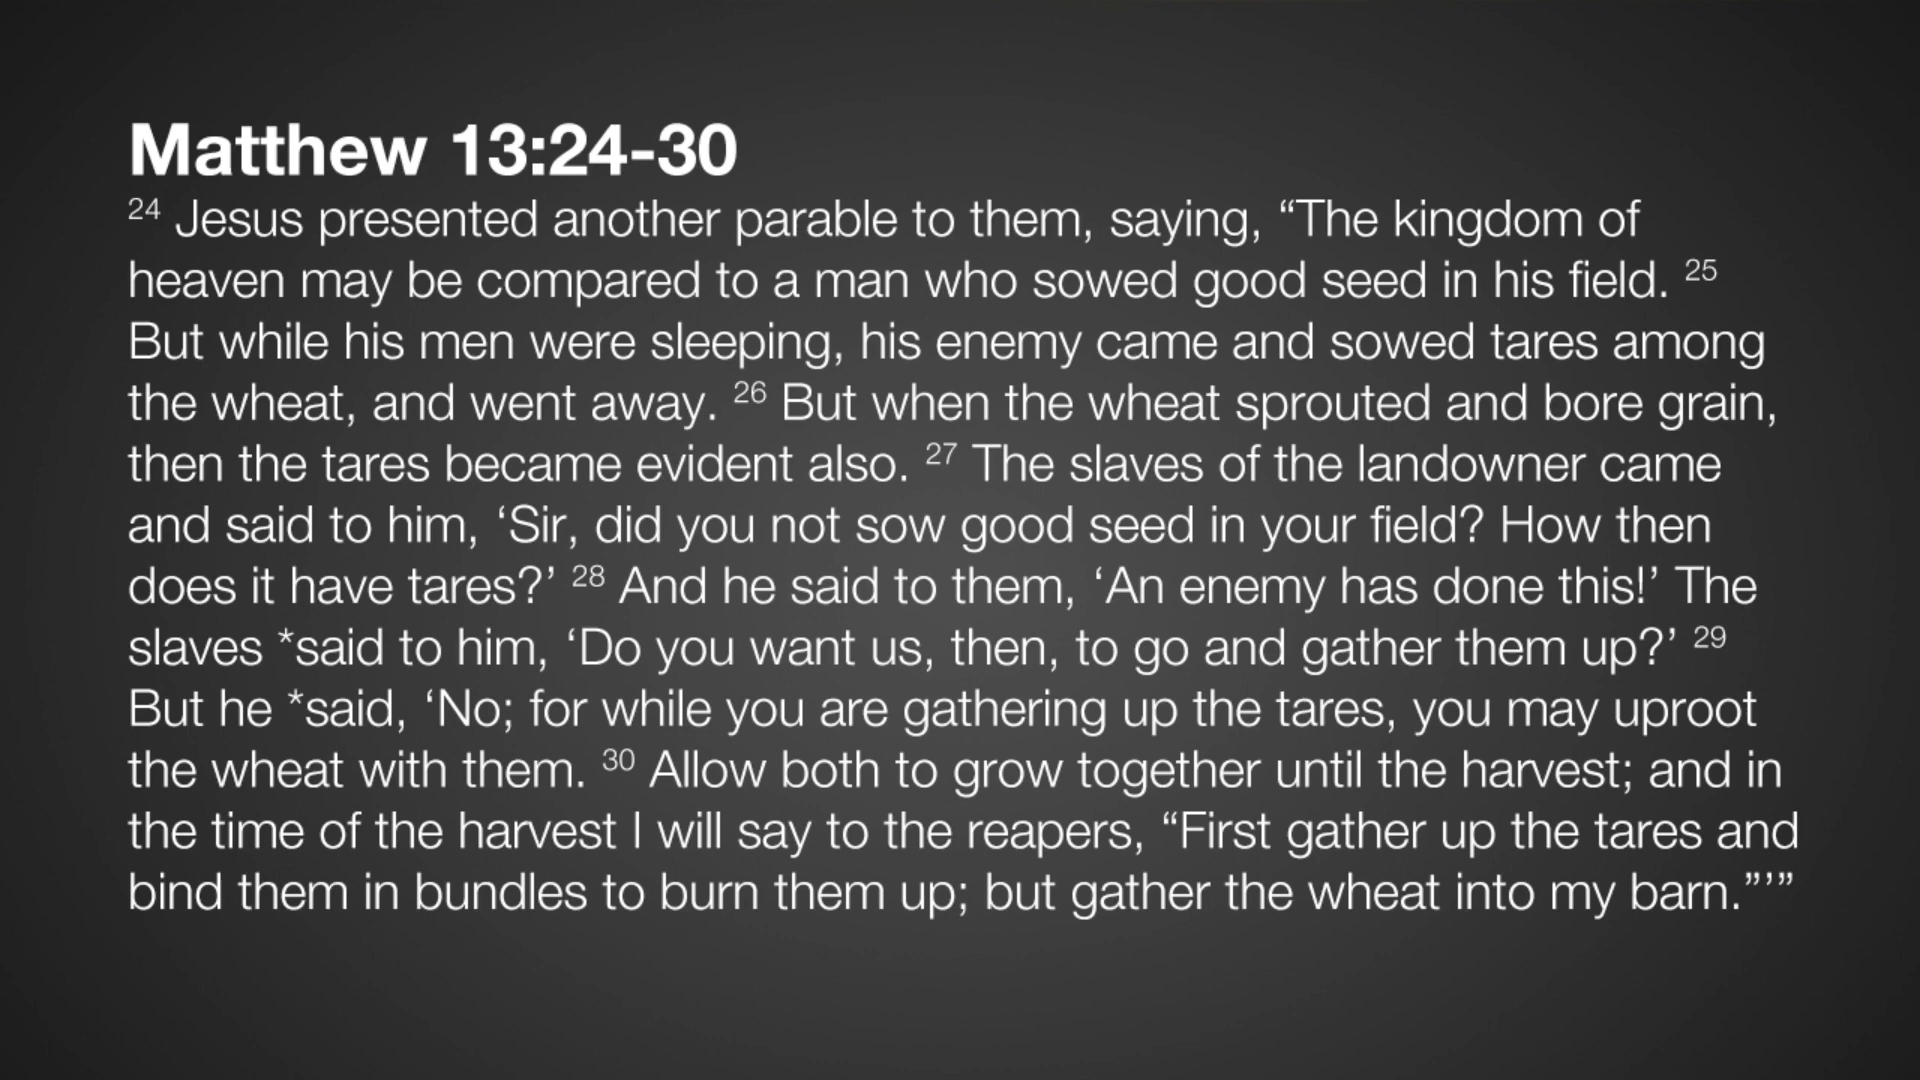 Matthew 13:24-30
24 Jesus presented another parable to them, saying, “The kingdom of
heaven may be compared to a man who sowed good seed in his field. 25
But while his men were sleeping, his enemy came and sowed tares among
the wheat, and went away. 26 But when the wheat sprouted and bore grain,
then the tares became evident also. 27 The slaves of the landowner came
and said to him, ‘Sir, did you not sow good seed in your field? How then
does it have tares?’ 28 And he said to them, ‘An enemy has done this!’ The
slaves *said to him, ‘Do you want us, then, to go and gather them up?’ 29
But he *said, ‘No; for while you are gathering up the tares, you may uproot
the wheat with them. 30 Allow both to grow together until the harvest; and in
the time of the harvest I will say to the reapers, “First gather up the tares and
bind them in bundles to burn them up; but gather the wheat into my barn.”'”